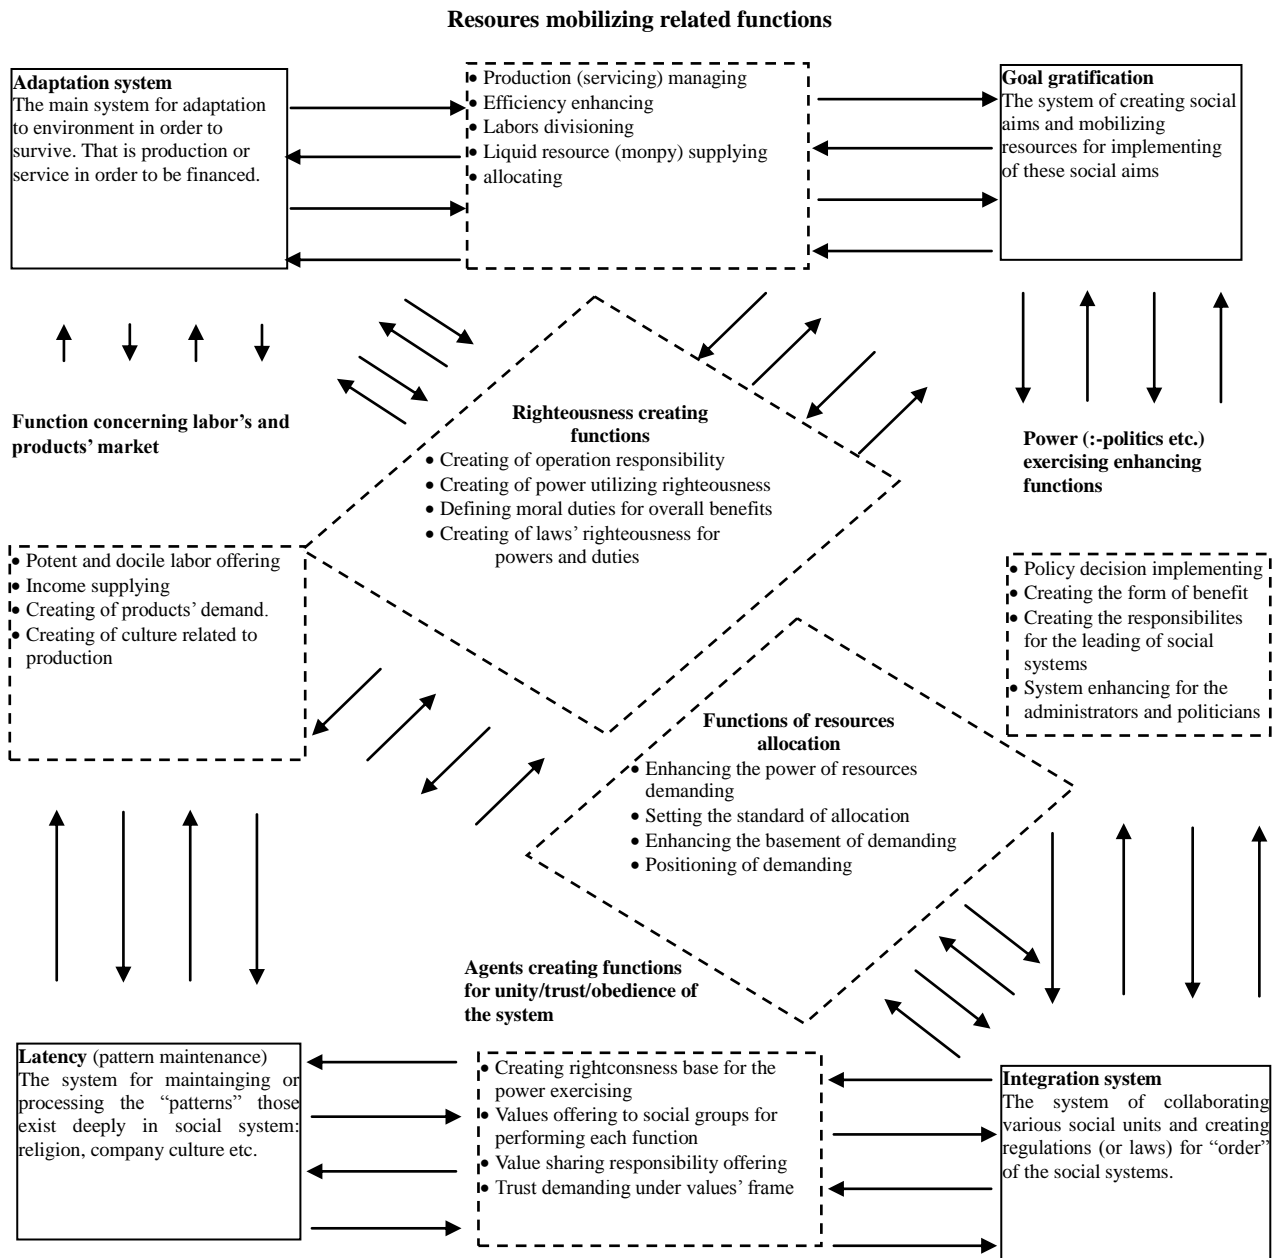 Resoures mobilizing related functions
Adaptation system
The main system for adaptation
to environment in order to
survive. That is production or
service in order to be financed.
• Production (servicing) managing
• Efficiency enhancing
• Labors divisioning
• Liquid resource (monpy) supplying
• allocating
Goal gratification
The system of creating social
aims and mobilizing
resources for implementing
of these social aims
Function concerning labor's and
products' market
Righteousness creating
functions
• Creating of operation responsibility
• Creating of power utilizing righteousness
• Defining moral duties for overall benefits
• Creating of laws' righteousness for
powers and duties
Power (:-politics etc.)
exercising enhancing
functions
• Potent and docile labor offering
• Income supplying
• Creating of products' demand.
• Creating of culture related to
production
• Policy decision implementing
• Creating the form of benefit
• Creating the responsibilites
for the leading of social
systems
• System enhancing for the
administrators and politicians
Functions of resources
allocation
• Enhancing the power of resources
demanding
• Setting the standard of allocation
• Enhancing the basement of demanding
• Positioning of demanding
Agents creating functions
for unity/trust/obedience of
the system
Latency (pattern maintenance)
The system for maintainging or
processing the "patterns" those
exist deeply in social system:
religion, company culture etc.
• Creating rightconsness base for the
power exercising
• Values offering to social groups for
performing each function
• Value sharing responsibility offering
• Trust demanding under values' frame
Integration system
The system of collaborating
various social units and creating
regulations (or laws) for "order"
of the social systems.